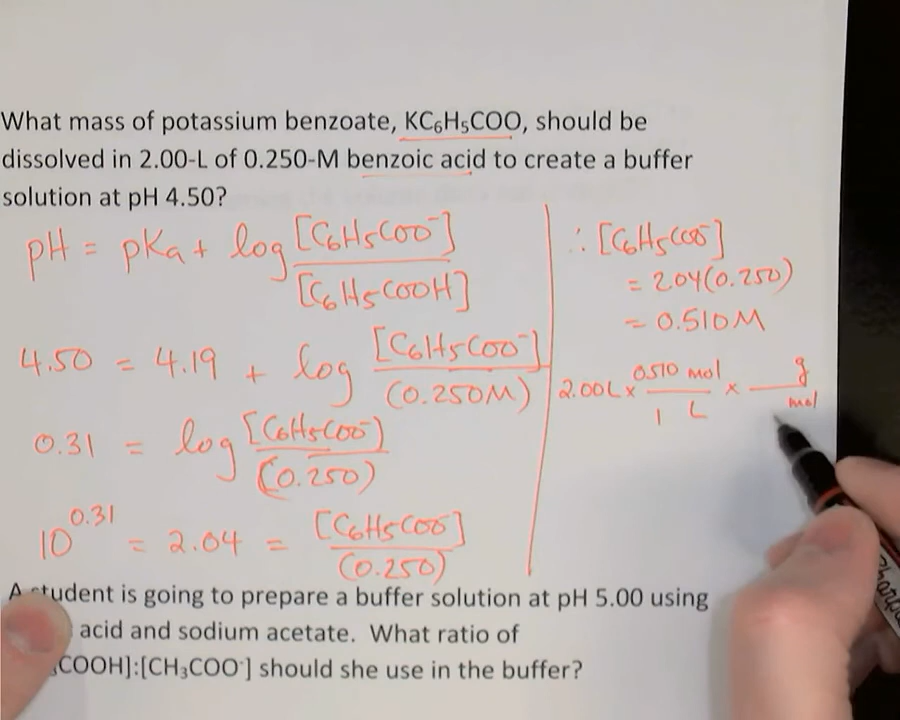 What mass of potassium benzoate, KC₆H₅COO, should be
dissolved in 2.00-L of 0.250-M benzoic acid to create a buffer
solution at pH 4.50?
pH = pKa + log [C₆H₅COO⁻]
[C₆H₅COOH]
4.50 = 4.19 + log [C₆H₅COO⁻]
(0.250M)
0.31 = log [C₆H₅COO⁻]
(0.250)
10^0.31 = 2.04 = [C₆H₅COO⁻]
(0.250)
∴ [C₆H₅COO⁻]
= 2.04(0.250)
= 0.510M
2.00L × 0.510 mol × g
1 L mol
A student is going to prepare a buffer solution at pH 5.00 using
acid and sodium acetate. What ratio of
COOH]:[CH₃COO⁻] should she use in the buffer?